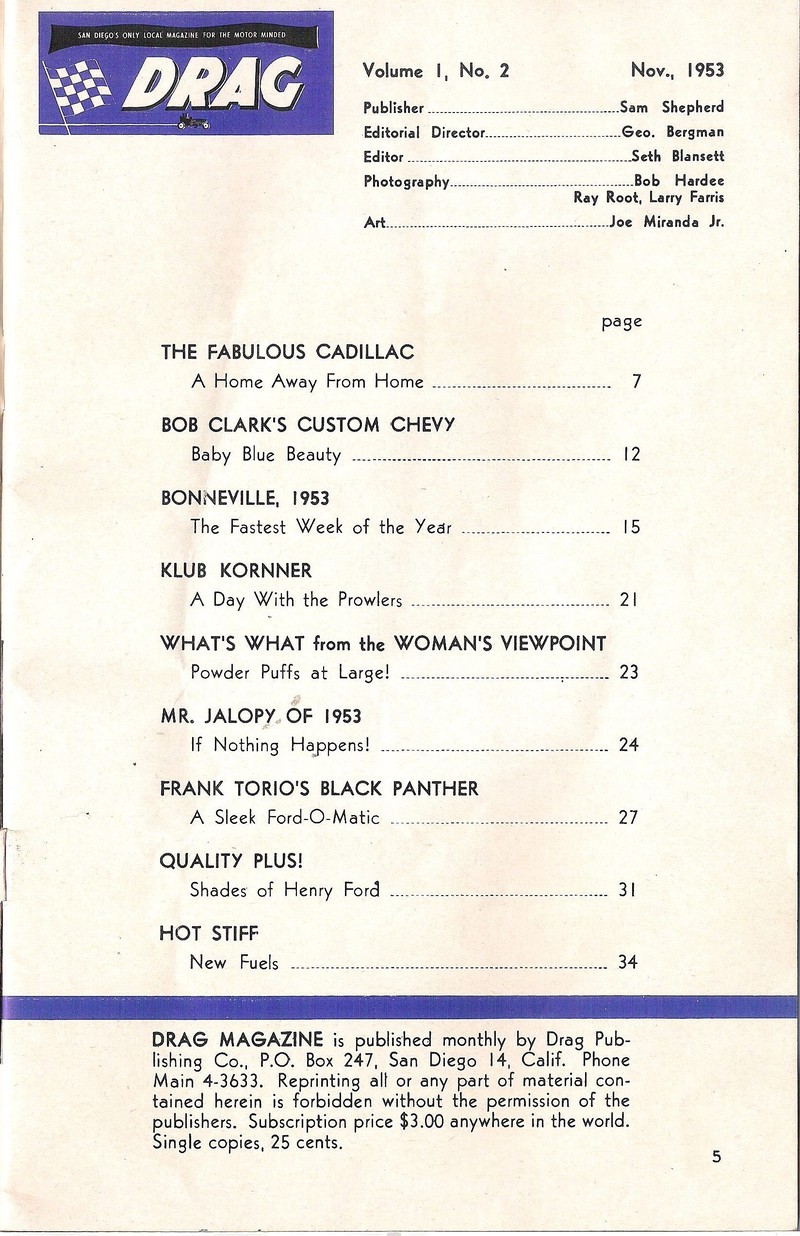 SAN DIEGO'S ONLY LOCAL MAGAZINE FOR THE MOTOR MINDED
DRAG
Volume 1, No. 2 Nov., 1953
Publisher Sam Shepherd
Editorial Director Geo. Bergman
Editor Seth Blansett
Photography Bob Hardee
Ray Root, Larry Farris
Art Joe Miranda Jr.
page
THE FABULOUS CADILLAC
A Home Away From Home 7
BOB CLARK'S CUSTOM CHEVY
Baby Blue Beauty 12
BONNEVILLE, 1953
The Fastest Week of the Year 15
KLUB KORNNER
A Day With the Prowlers 21
WHAT'S WHAT from the WOMAN'S VIEWPOINT
Powder Puffs at Large! 23
MR. JALOPY OF 1953
If Nothing Happens! 24
FRANK TORIO'S BLACK PANTHER
A Sleek Ford-O-Matic 27
QUALITY PLUS!
Shades of Henry Ford 31
HOT STIFF
New Fuels 34
DRAG MAGAZINE is published monthly by Drag Pub-
lishing Co., P.O. Box 247, San Diego 14, Calif. Phone
Main 4-3633. Reprinting all or any part of material con-
tained herein is forbidden without the permission of the
publishers. Subscription price $3.00 anywhere in the world.
Single copies, 25 cents.
5